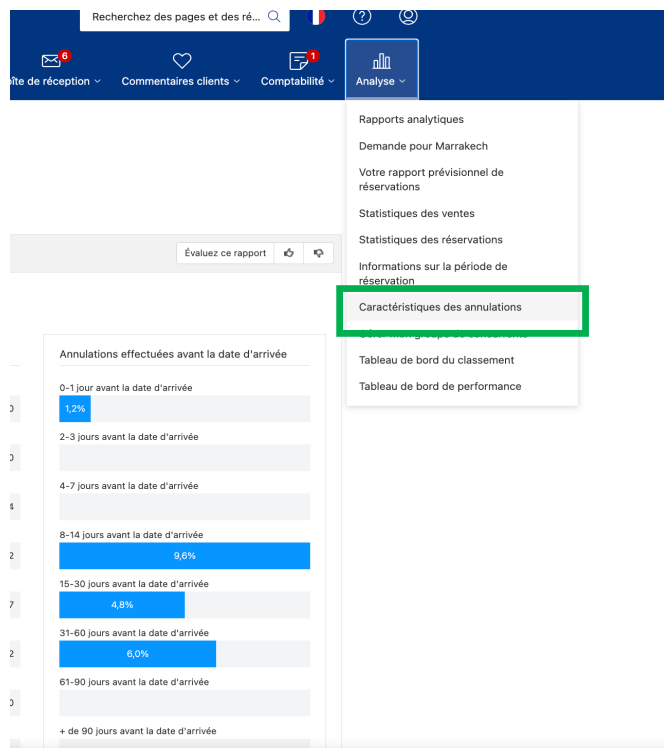 Recherchez des pages et des ré...
6
1
de réception
Commentaires clients
Comptabilité
Analyse
Rapports analytiques
Demande pour Marrakech
Votre rapport prévisionnel de
réservations
Statistiques des ventes
Statistiques des réservations
Informations sur la période de
réservation
Caractéristiques des annulations
Tableau de bord du classement
Tableau de bord de performance
Évaluez ce rapport
Annulations effectuées avant la date d'arrivée
0-1 jour avant la date d'arrivée
1,2%
2-3 jours avant la date d'arrivée
4-7 jours avant la date d'arrivée
4
8-14 jours avant la date d'arrivée
2
9,6%
15-30 jours avant la date d'arrivée
7
4,8%
31-60 jours avant la date d'arrivée
2
6,0%
61-90 jours avant la date d'arrivée
+ de 90 jours avant la date d'arrivée